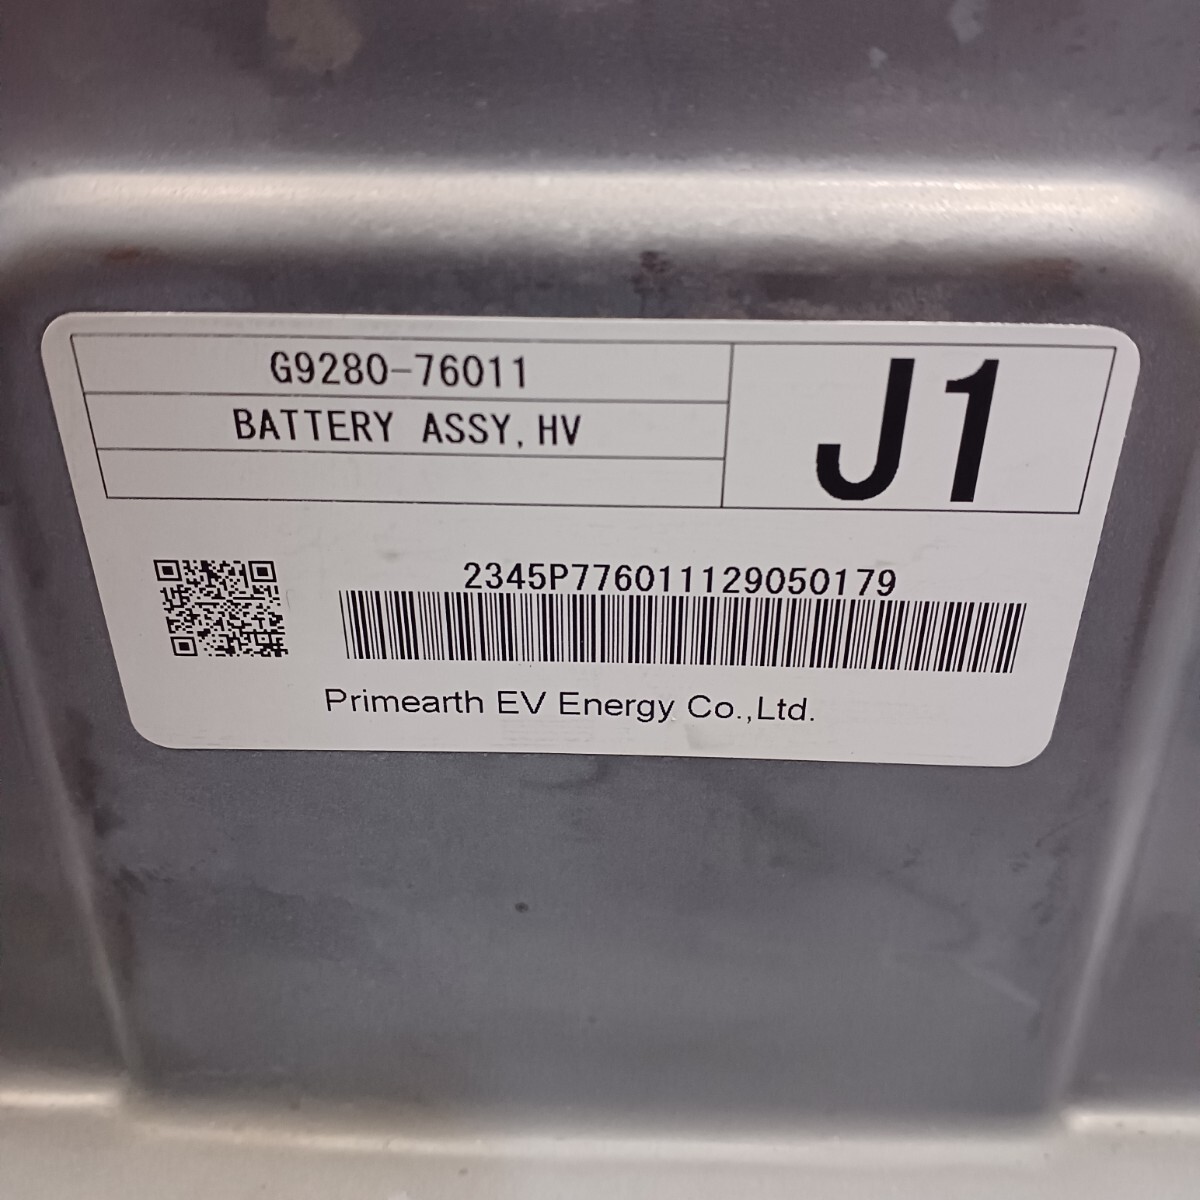 G9280-76011
BATTERY ASSY,HV
J1
2345P776011129050179
Primearth EV Energy Co.,Ltd.